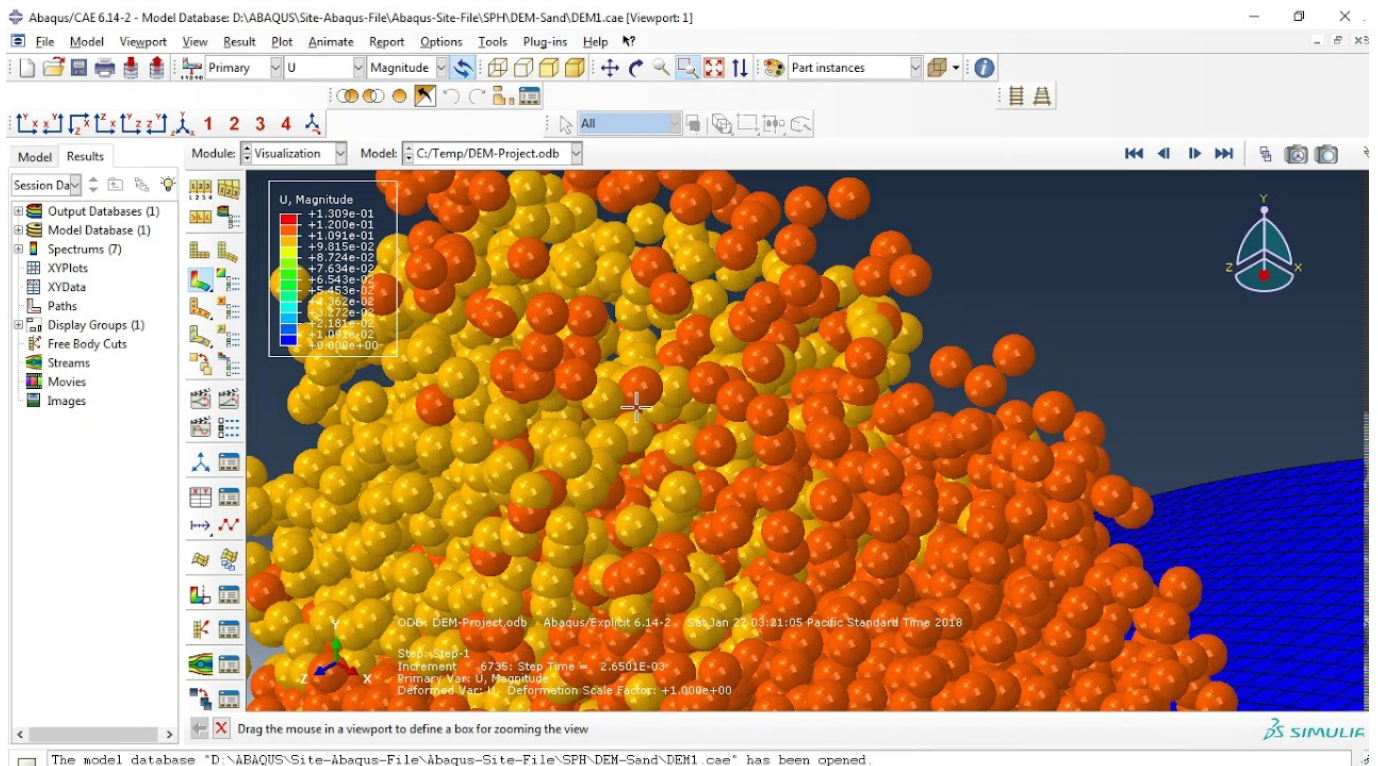 Abaqus/CAE 6.14-2 - Model Database: D:\ABAQUS\Site-Abaqus-File\Abaqus-Site-File\SPH\DEM-Sand\DEM1.cae [Viewport: 1]
File Model Viewport View Result Plot Animate Report Options Tools Plug-ins Help
Primary U Magnitude Part instances
1 2 3 4 All
Model Results Module: Visualization Model: C:/Temp/DEM-Project.odb
Session Da
Output Databases (1)
Model Database (1)
Spectrums (7)
XYPlots
XYData
Paths
Display Groups (1)
Free Body Cuts
Streams
Movies
Images
U, Magnitude
+1.309e-01
+1.200e-01
+1.091e-01
+9.815e-02
+8.724e-02
+7.634e-02
+6.543e-02
+5.453e-02
+4.362e-02
+3.272e-02
+2.181e-02
+1.091e-02
+0.000e+00
Y
Z X
ODB: DEM-Project.odb Abaqus/Explicit 6.14-2 Sat Jan 27 03:21:05 Pacific Standard Time 2018
Step: Step-1
Increment 6735: Step Time = 2.6501E-03
Primary Var: U, Magnitude
Deformed Var: U, Deformation Scale Factor: +1.000e+00
Y
Z X
Drag the mouse in a viewport to define a box for zooming the view
SIMULIA
The model database "D:\ABAQUS\Site-Abaqus-File\Abaqus-Site-File\SPH\DEM-Sand\DEM1.cae" has been opened.